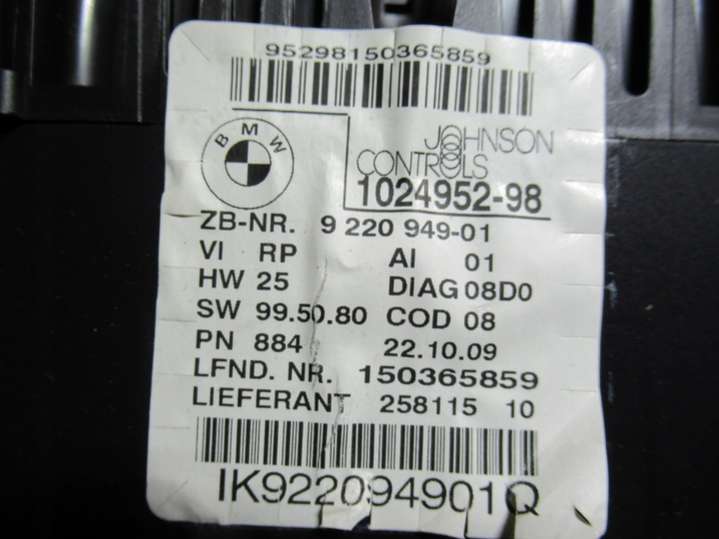 95298150365859
BMW
JOHNSON
CONTROLS
1024952-98
ZB-NR. 9 220 949-01
VI RP AI 01
HW 25 DIAG 08D0
SW 99.50.80 COD 08
PN 884 22.10.09
LFND. NR. 150365859
LIEFERANT 258115 10
IK922094901Q